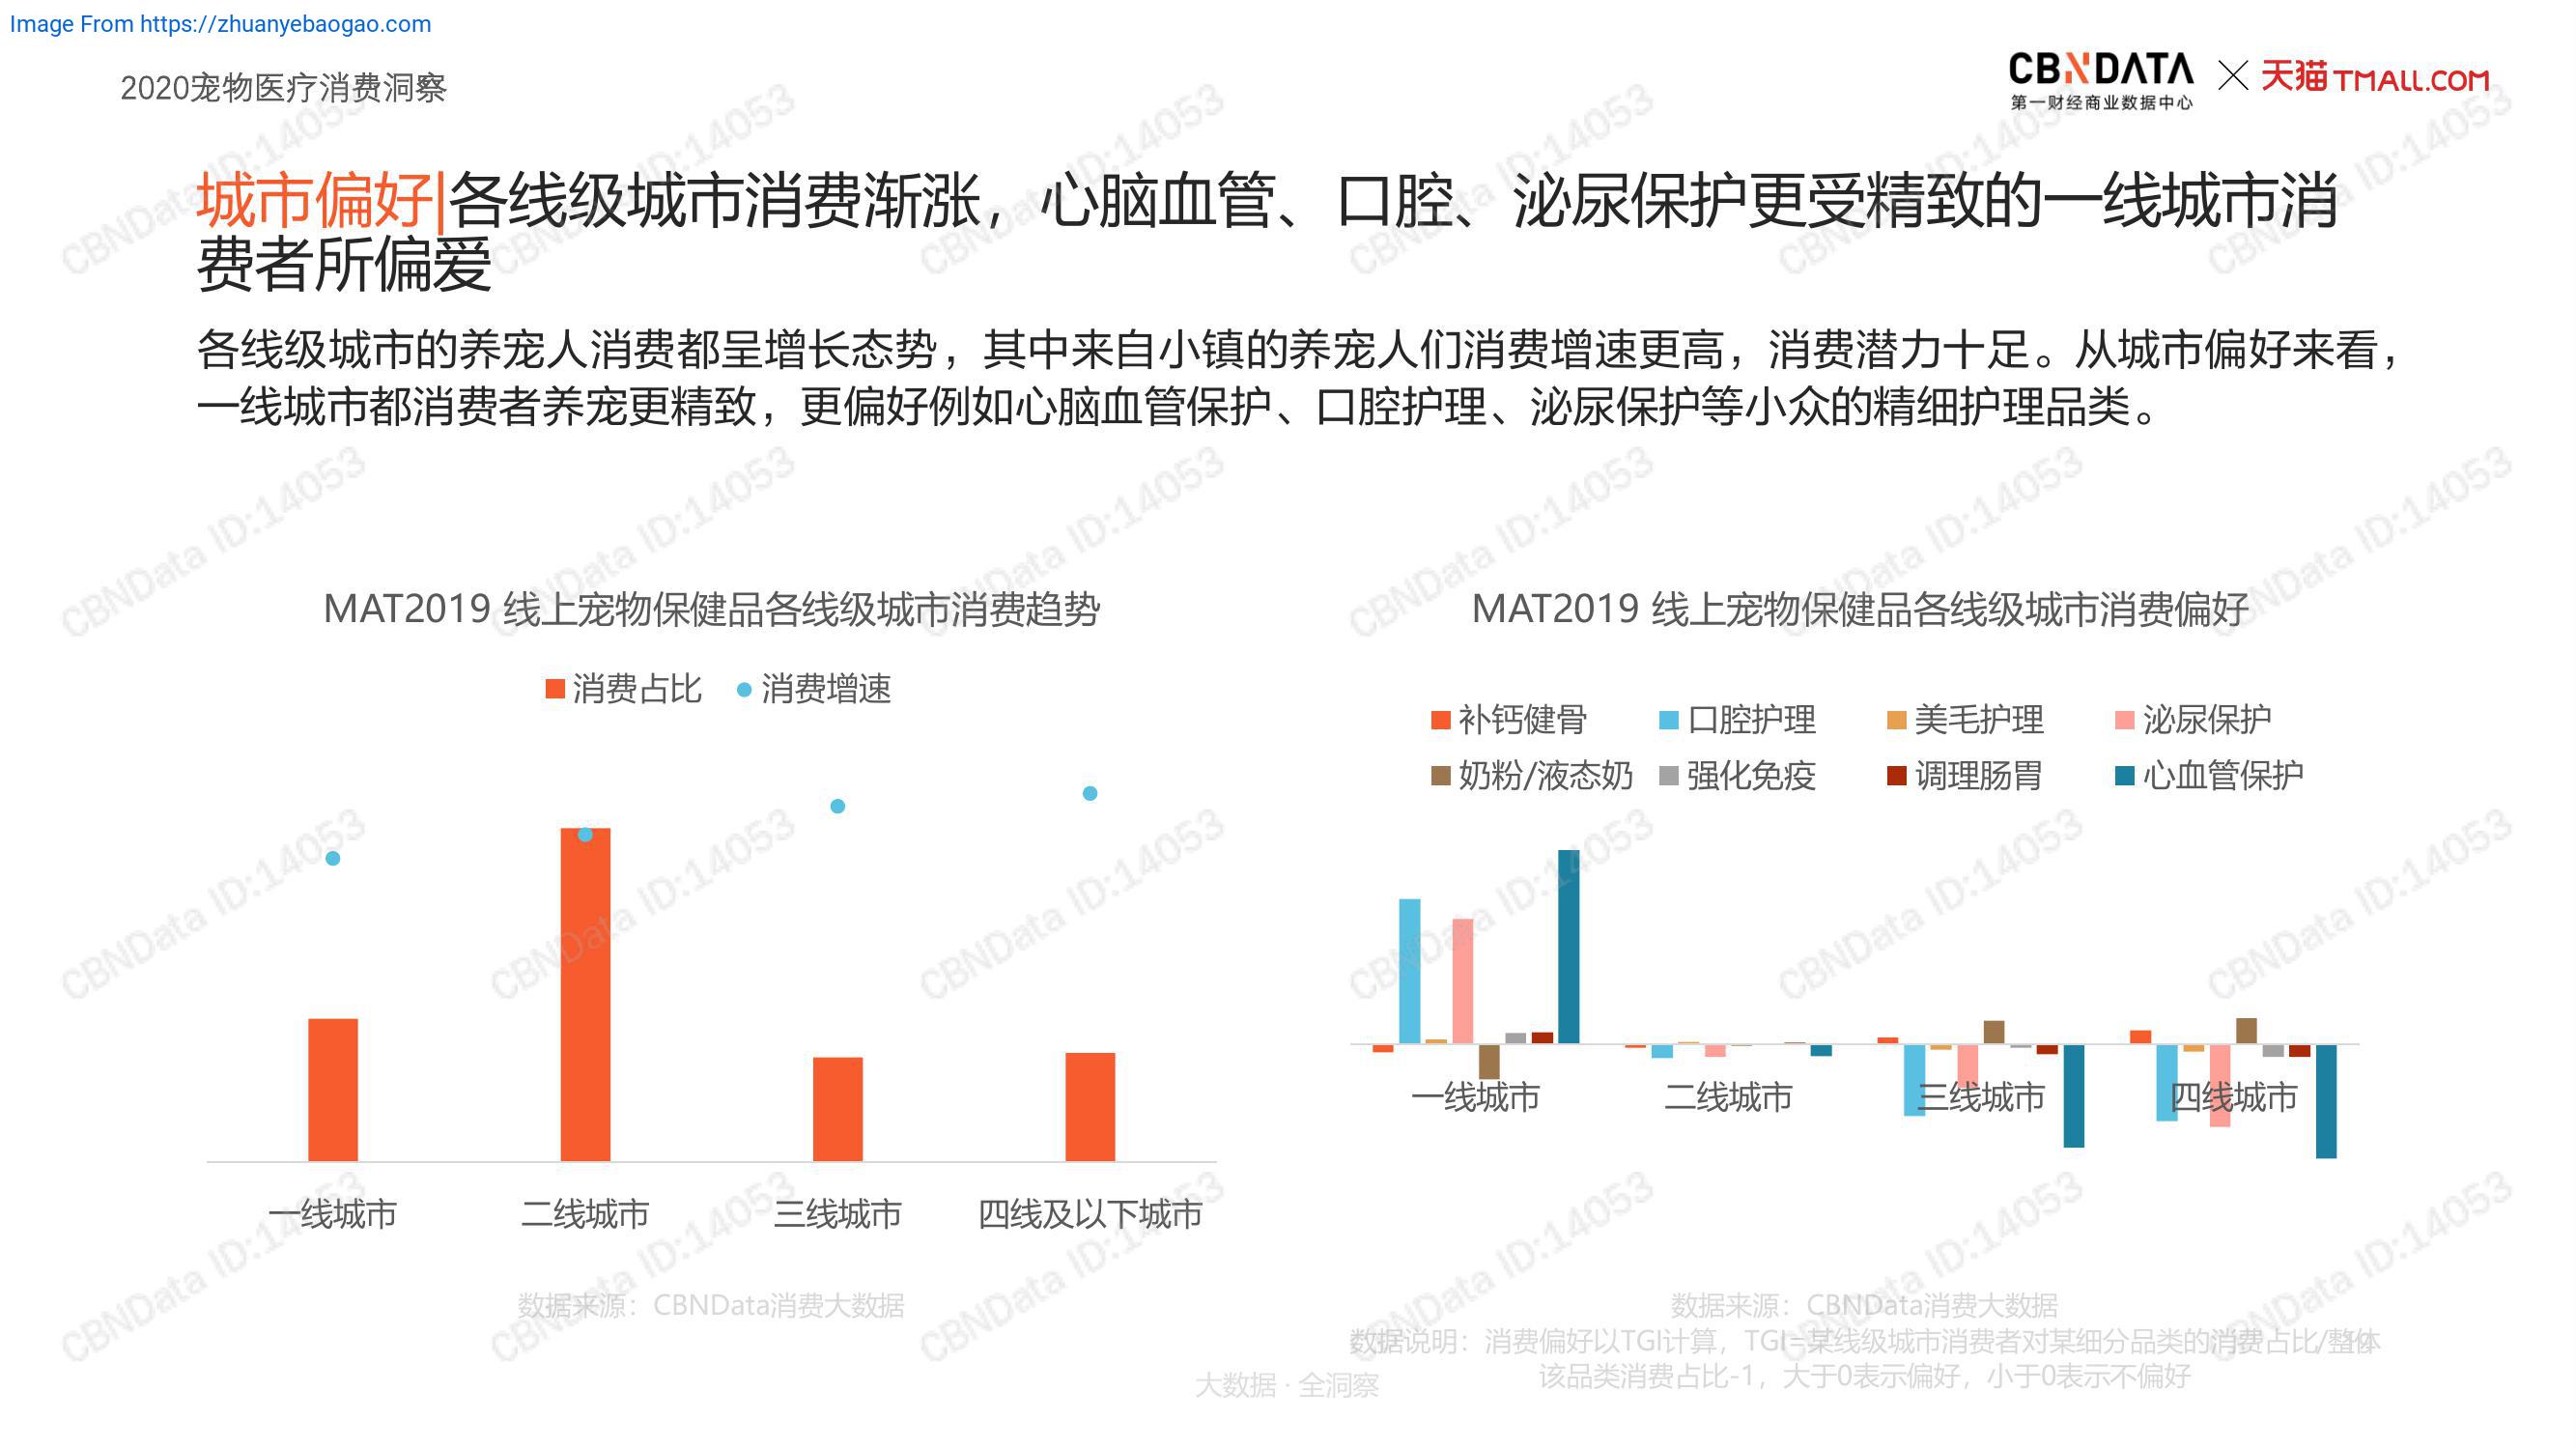 Image From https://zhuanyebaogao.com
2020宠物医疗消费洞察
CBNDATA
第一财经商业数据中心
天猫 TMALL.COM
城市偏好|各线级城市消费渐涨，心脑血管、口腔、泌尿保护更受精致的一线城市消
费者所偏爱
各线级城市的养宠人消费都呈增长态势，其中来自小镇的养宠人们消费增速更高，消费潜力十足。从城市偏好来看，
一线城市都消费者养宠更精致，更偏好例如心脑血管保护、口腔护理、泌尿保护等小众的精细护理品类。
MAT2019 线上宠物保健品各线级城市消费趋势
消费占比 消费增速
一线城市 二线城市 三线城市 四线及以下城市
数据来源：CBNData消费大数据
MAT2019 线上宠物保健品各线级城市消费偏好
补钙健骨 口腔护理 美毛护理 泌尿保护
奶粉/液态奶 强化免疫 调理肠胃 心血管保护
一线城市 二线城市 三线城市 四线城市
数据来源：CBNData消费大数据
数据说明：消费偏好以TGI计算，TGI=某线级城市消费者对某细分品类的消费占比/整体
该品类消费占比-1，大于0表示偏好，小于0表示不偏好
大数据 · 全洞察
CBNData ID:14053